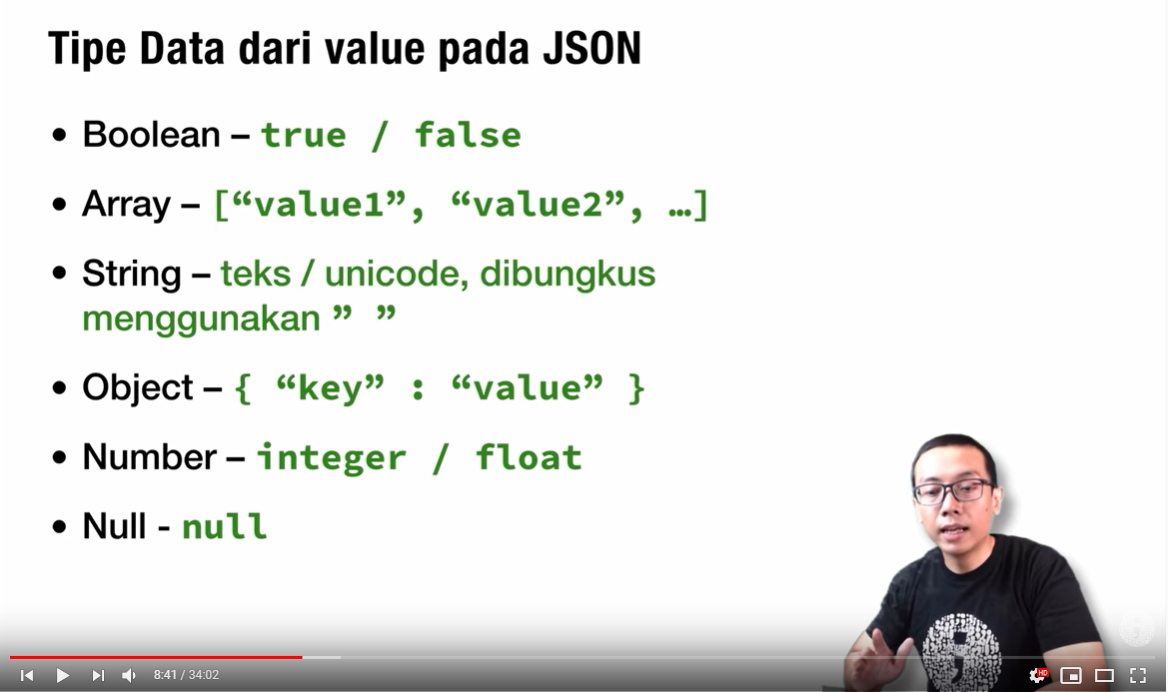 Tipe Data dari value pada JSON
• Boolean – true / false
• Array – [“value1”, “value2”, …]
• String – teks / unicode, dibungkus
menggunakan ” ”
• Object – { “key” : “value” }
• Number – integer / float
• Null - null
8:41 / 34:02
HD